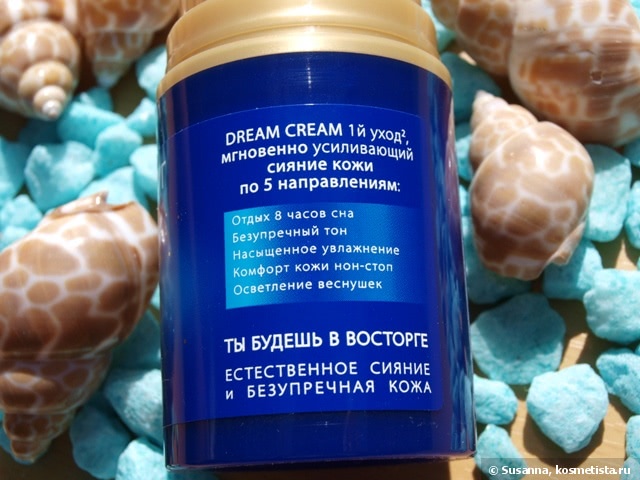 DREAM CREAM 1й уход²,
мгновенно усиливающий
сияние кожи
по 5 направлениям:
Отдых 8 часов сна
Безупречный тон
Насыщенное увлажнение
Комфорт кожи нон-стоп
Осветление веснушек
ТЫ БУДЕШЬ В ВОСТОРГЕ
ЕСТЕСТВЕННОЕ СИЯНИЕ
и БЕЗУПРЕЧНАЯ КОЖА
© Susanna, kosmetista.ru